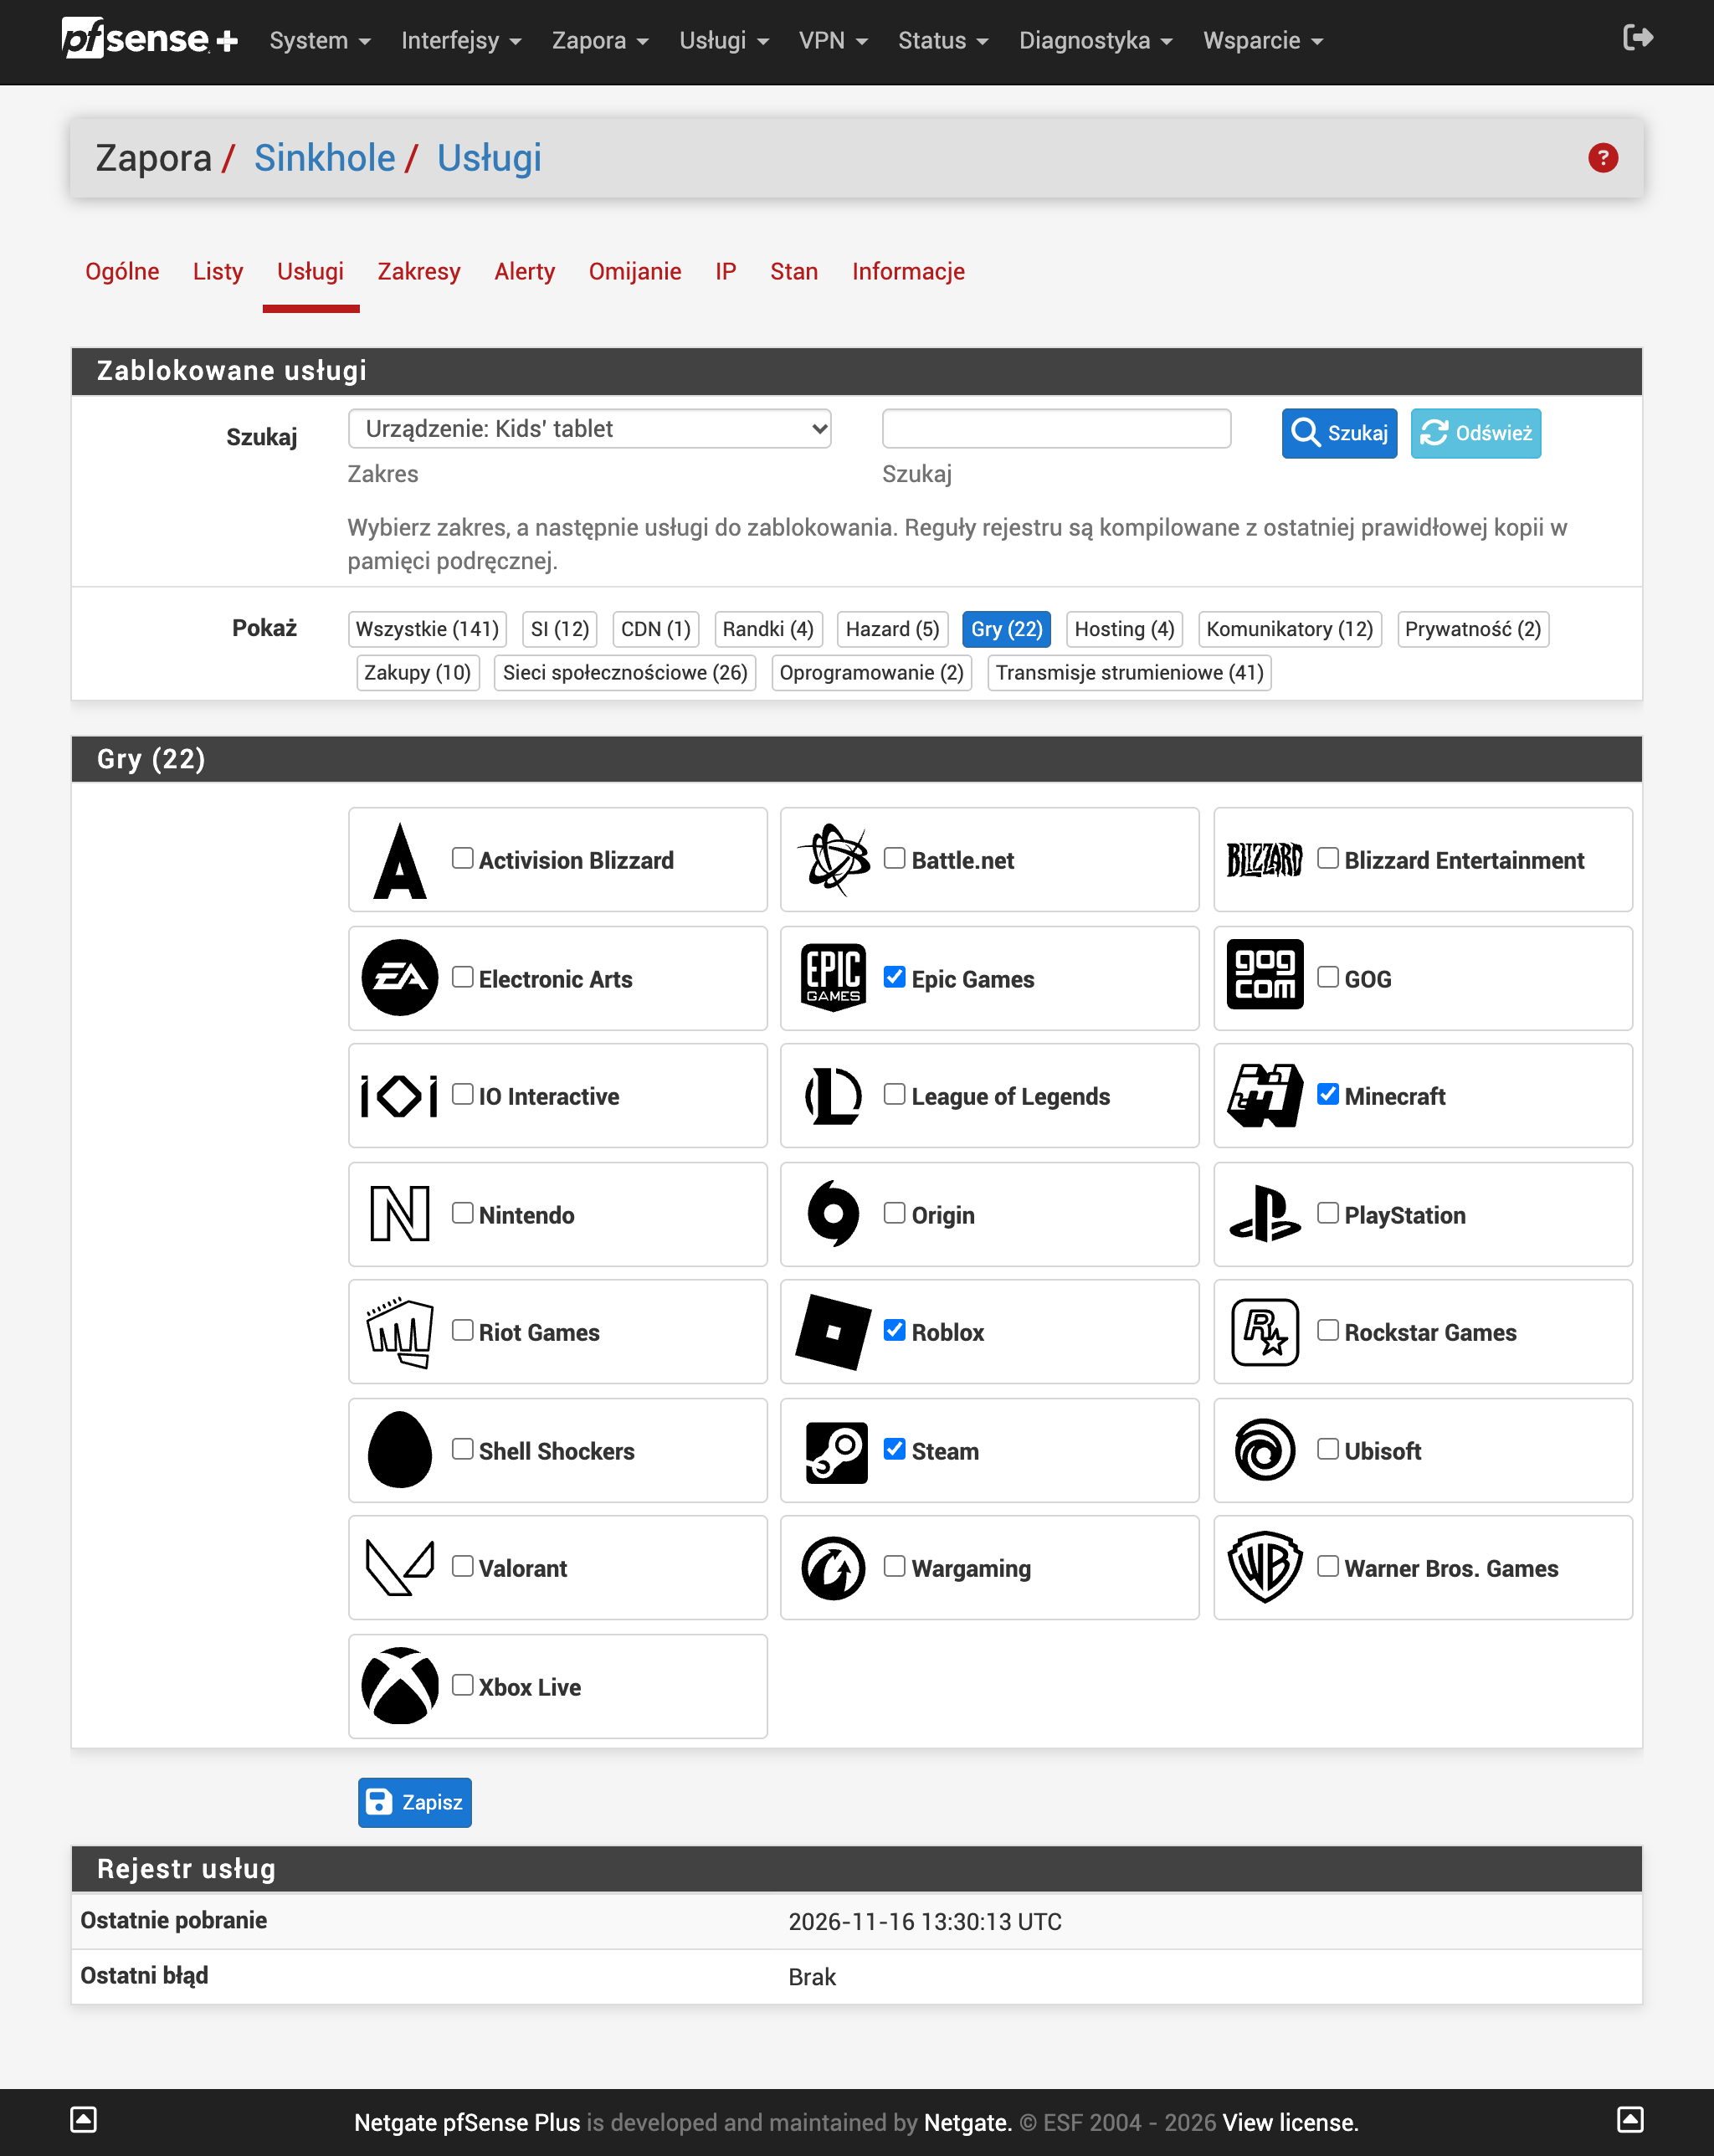 pfsense+ System Interfejsy Zapora Usługi VPN Status Diagnostyka Wsparcie
Zapora / Sinkhole / Usługi ?
Ogólne Listy Usługi Zakresy Alerty Omijanie IP Stan Informacje
Zablokowane usługi
Szukaj Urządzenie: Kids' tablet Szukaj Odśwież
Zakres Szukaj
Wybierz zakres, a następnie usługi do zablokowania. Reguły rejestru są kompilowane z ostatniej prawidłowej kopii w
pamięci podręcznej.
Pokaż Wszystkie (141) SI (12) CDN (1) Randki (4) Hazard (5) Gry (22) Hosting (4) Komunikatory (12) Prywatność (2)
Zakupy (10) Sieci społecznościowe (26) Oprogramowanie (2) Transmisje strumieniowe (41)
Gry (22)
A Activision Blizzard Battle.net BLIZZARD Blizzard Entertainment
EA Electronic Arts EPIC GAMES Epic Games gog com GOG
iOi IO Interactive L League of Legends Minecraft
N Nintendo Origin PlayStation
Riot Games Roblox R Rockstar Games
Shell Shockers Steam Ubisoft
Valorant Wargaming WB Warner Bros. Games
Xbox Live
Zapisz
Rejestr usług
Ostatnie pobranie 2026-11-16 13:30:13 UTC
Ostatni błąd Brak
Netgate pfSense Plus is developed and maintained by Netgate. © ESF 2004 - 2026 View license.